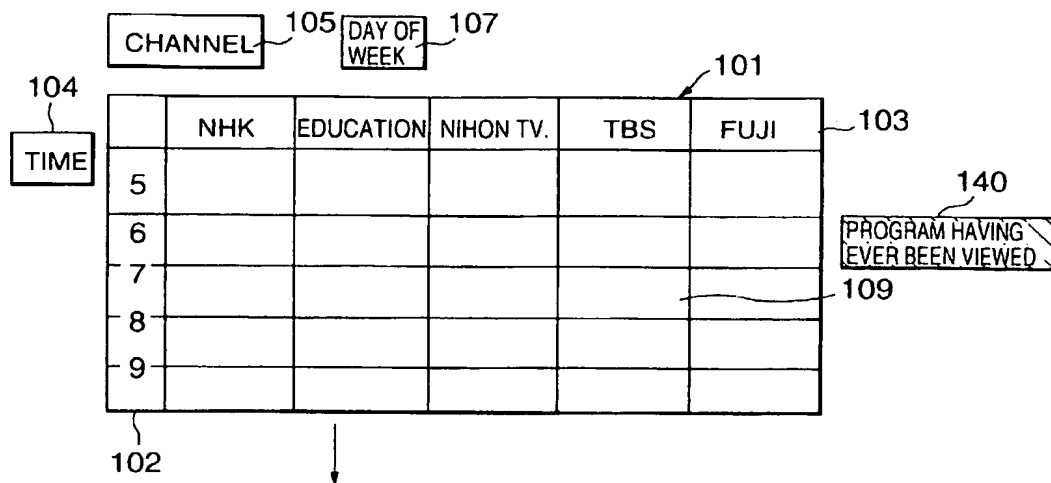 105
107
CHANNEL
DAY OF
WEEK
101
104
NHK EDUCATION NIHON TV. TBS FUJI
103
TIME
5
140
6
PROGRAM HAVING
EVER BEEN VIEWED
7
109
8
9
102